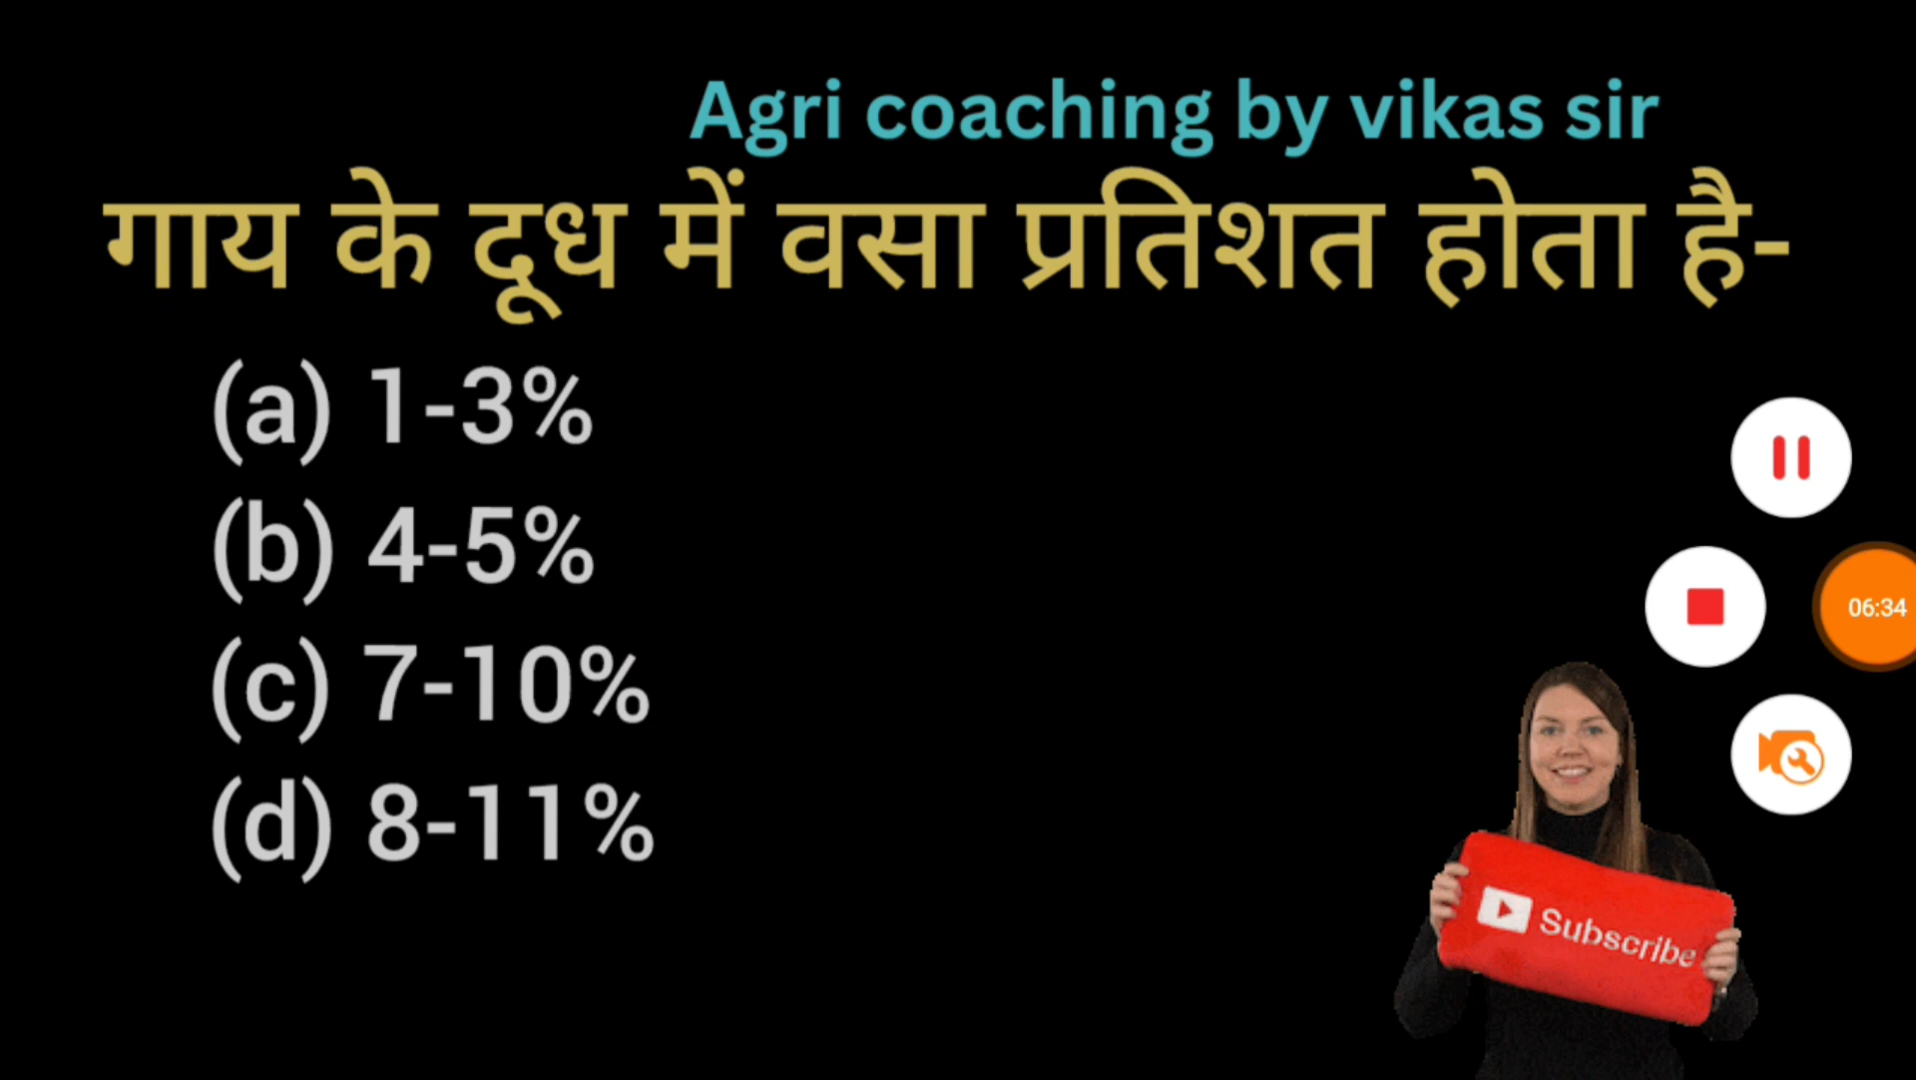 Agri coaching by vikas sir
गाय के दूध में वसा प्रतिशत होता है-
(a) 1-3%
(b) 4-5%
(c) 7-10%
(d) 8-11%
06:34
Subscribe